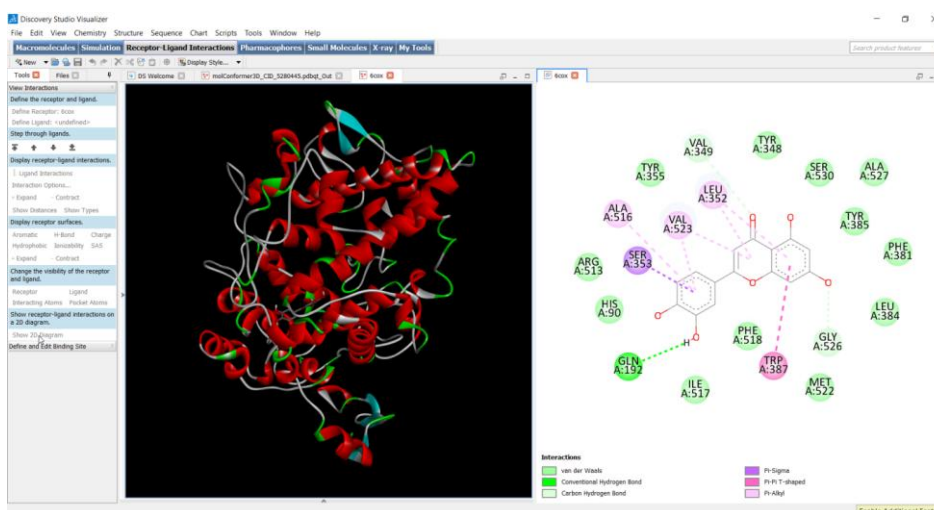 Discovery Studio Visualizer
File Edit View Chemistry Structure Sequence Chart Scripts Tools Window Help
Macromolecules Simulation Receptor-Ligand Interactions Pharmacophores Small Molecules X-ray My Tools
Search product features
New Display Style...
Tools Files
DS Welcome molConformer3D_CID_5280445.pdbqt_Out 6cox
6cox
View Interactions
Define the receptor and ligand.
Define Receptor: 6cox
Define Ligand: <undefined>
Step through ligands.
Display receptor-ligand interactions.
Ligand Interactions
Interaction Options...
Expand Contract
Show Distances Show Types
Display receptor surfaces.
Aromatic H-Bond Charge
Hydrophobic Ionizability SAS
Expand Contract
Change the visibility of the receptor and ligand.
Receptor Ligand
Interacting Atoms Pocket Atoms
Show receptor-ligand interactions on a 2D diagram.
Show 2D Diagram
Define and Edit Binding Site
VAL
A:349
TYR
A:348
TYR
A:355
LEU
A:352
SER
A:530
ALA
A:527
ALA
A:516
VAL
A:523
TYR
A:385
ARG
A:513
SER
A:353
PHE
A:381
HIS
A:90
LEU
A:384
PHE
A:518
GLY
A:526
GLN
A:192
TRP
A:387
ILE
A:517
MET
A:522
O
O
O
O
O
H
O
Interactions
van der Waals
Conventional Hydrogen Bond
Carbon Hydrogen Bond
Pi-Sigma
Pi-Pi T-shaped
Pi-Alkyl